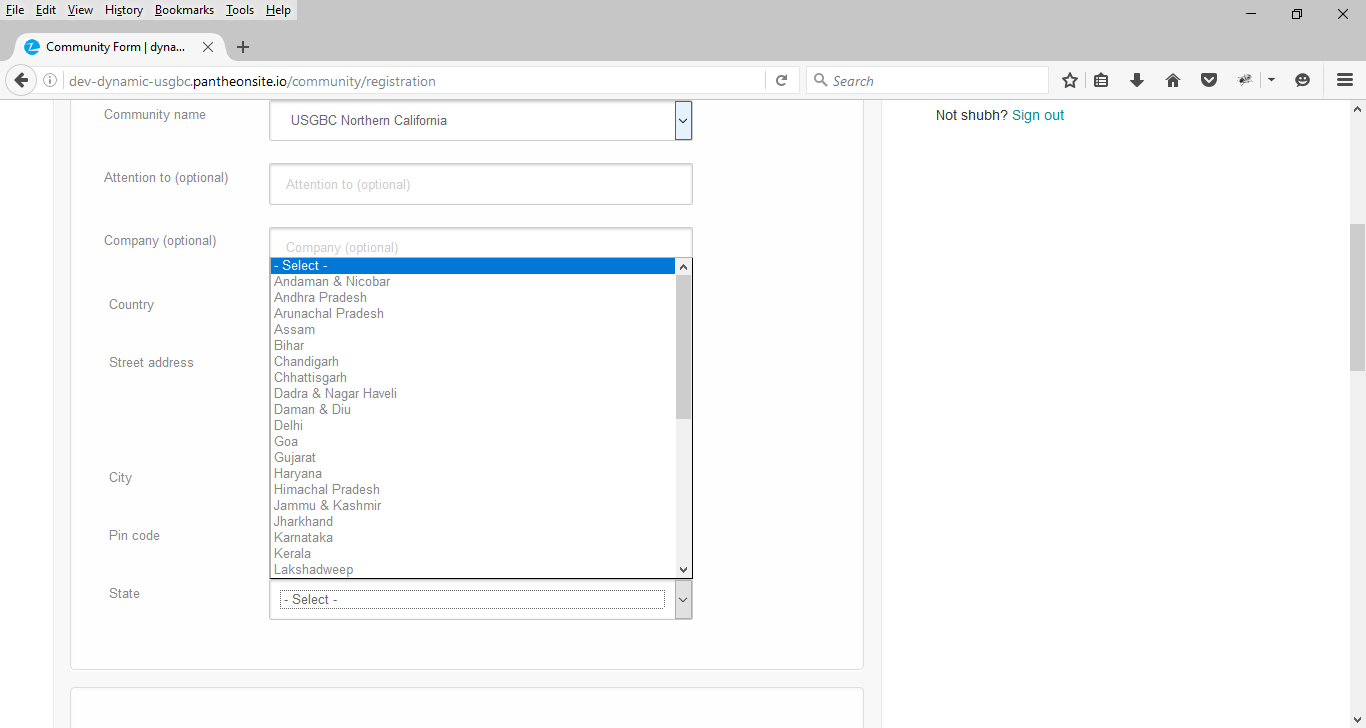 File Edit View History Bookmarks Tools Help
Community Form | dyna...
dev-dynamic-usgbc.pantheonsite.io/community/registration
Search
Community name
USGBC Northern California
Not shubh? Sign out
Attention to (optional)
Attention to (optional)
Company (optional)
Company (optional)
- Select -
Andaman & Nicobar
Andhra Pradesh
Arunachal Pradesh
Assam
Bihar
Chandigarh
Chhattisgarh
Dadra & Nagar Haveli
Daman & Diu
Delhi
Goa
Gujarat
Haryana
Himachal Pradesh
Jammu & Kashmir
Jharkhand
Karnataka
Kerala
Lakshadweep
Country
Street address
City
Pin code
State
- Select -